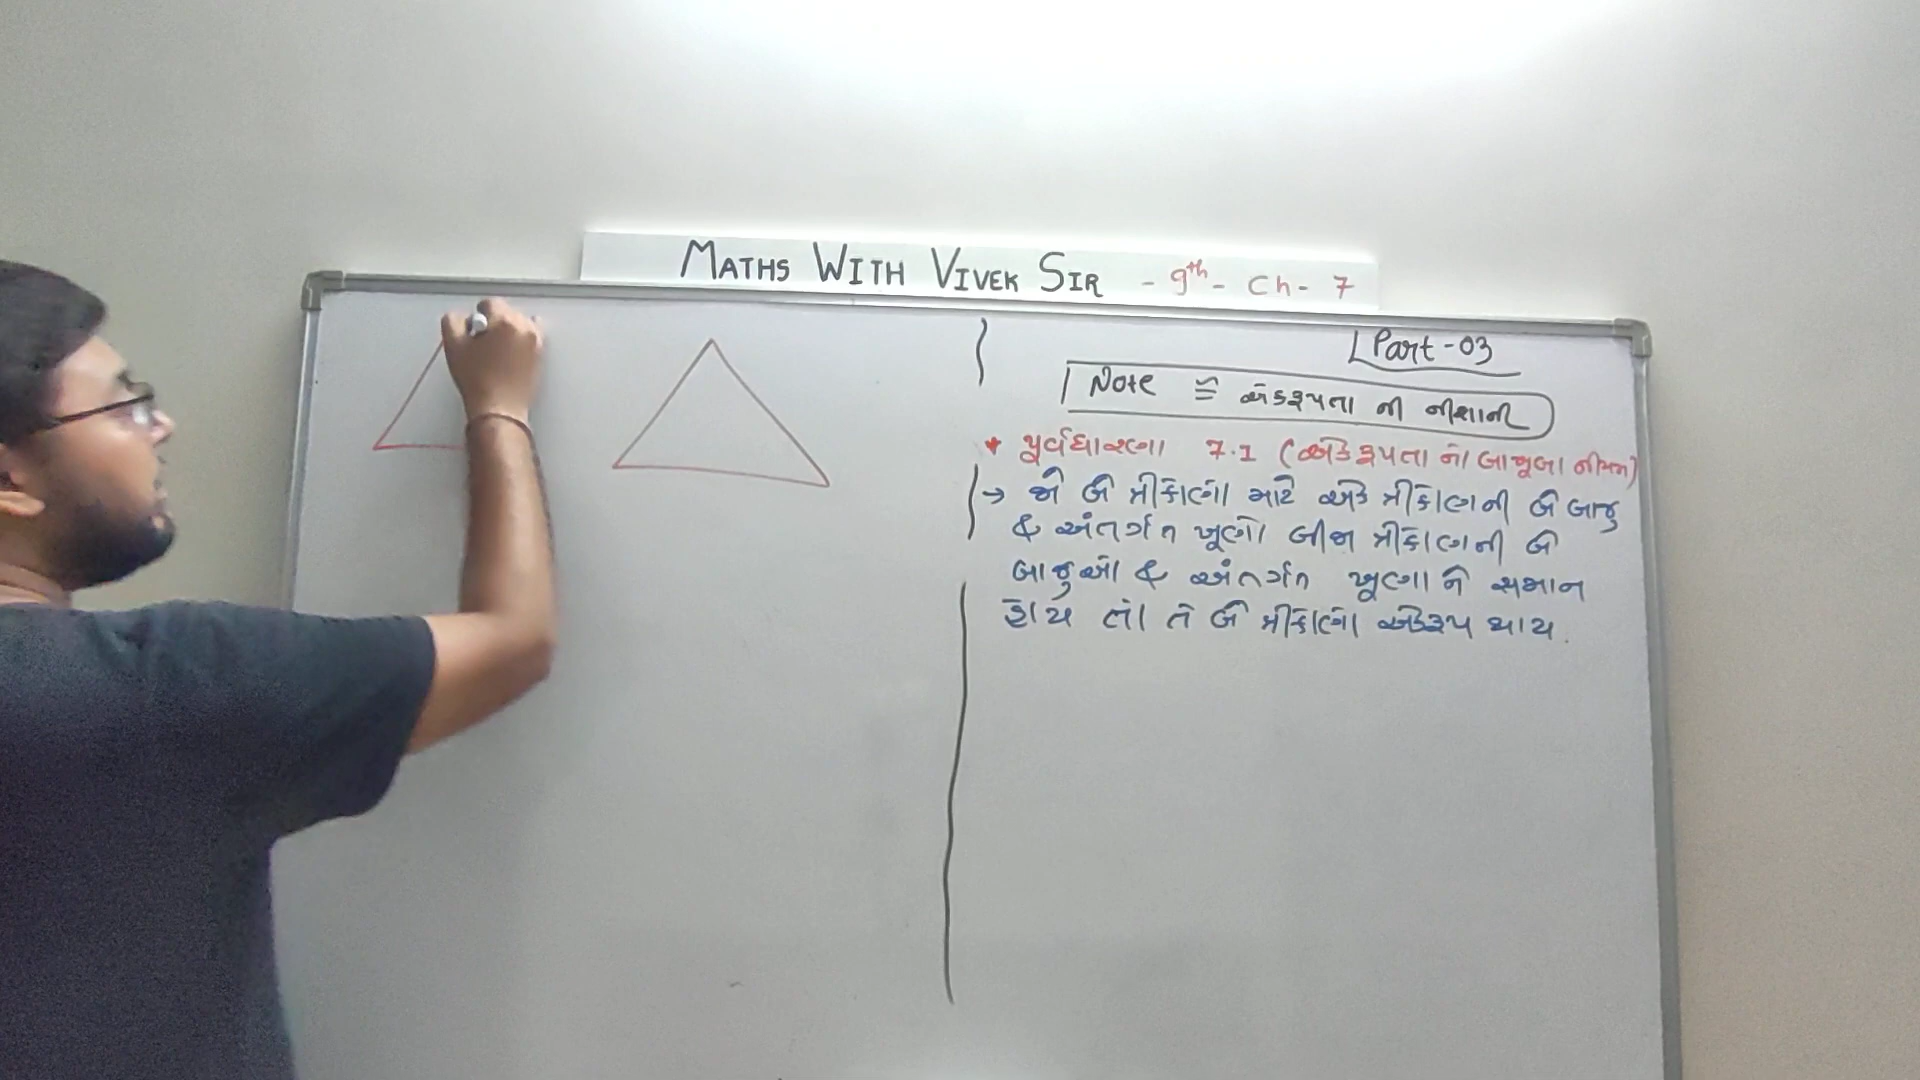 MATHS WITH VIVEK SIR - 9th - Ch - 7
Part - 03
Note ≅ એકરૂપતા ની નીશાની
* પૂર્વધારણા 7.1 (એકરૂપતા નો બાખૂબા નીયમ)
→ જો બે ત્રીકોણો માટે એક ત્રીકોણની બે બાજુ
& અંતર્ગત ખૂણો બીજા ત્રીકોણની બે
બાજુઓ & અંતર્ગત ખૂણા ને સમાન
હોય તો તે બે ત્રીકોણો એકરૂપ થાય.